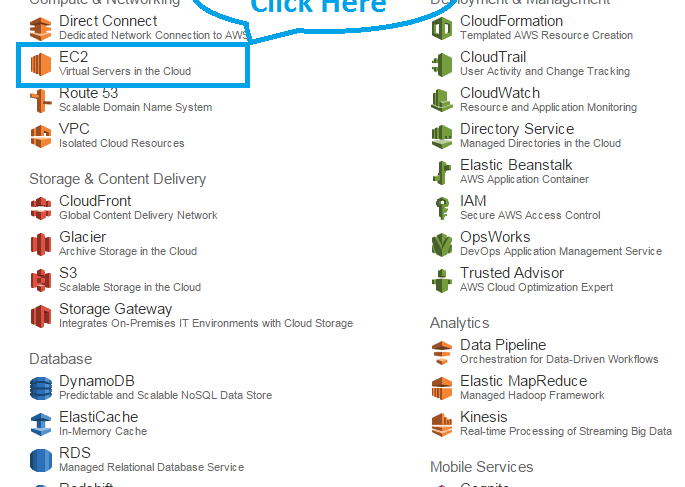 Compute & Networking
Click Here
Direct Connect
Dedicated Network Connection to AWS
EC2
Virtual Servers in the Cloud
Route 53
Scalable Domain Name System
VPC
Isolated Cloud Resources
Storage & Content Delivery
CloudFront
Global Content Delivery Network
Glacier
Archive Storage in the Cloud
S3
Scalable Storage in the Cloud
Storage Gateway
Integrates On-Premises IT Environments with Cloud Storage
Database
DynamoDB
Predictable and Scalable NoSQL Data Store
ElastiCache
In-Memory Cache
RDS
Managed Relational Database Service
Redshift
Deployment & Management
CloudFormation
Templated AWS Resource Creation
CloudTrail
User Activity and Change Tracking
CloudWatch
Resource and Application Monitoring
Directory Service
Managed Directories in the Cloud
Elastic Beanstalk
AWS Application Container
IAM
Secure AWS Access Control
OpsWorks
DevOps Application Management Service
Trusted Advisor
AWS Cloud Optimization Expert
Analytics
Data Pipeline
Orchestration for Data-Driven Workflows
Elastic MapReduce
Managed Hadoop Framework
Kinesis
Real-time Processing of Streaming Big Data
Mobile Services
Cognito